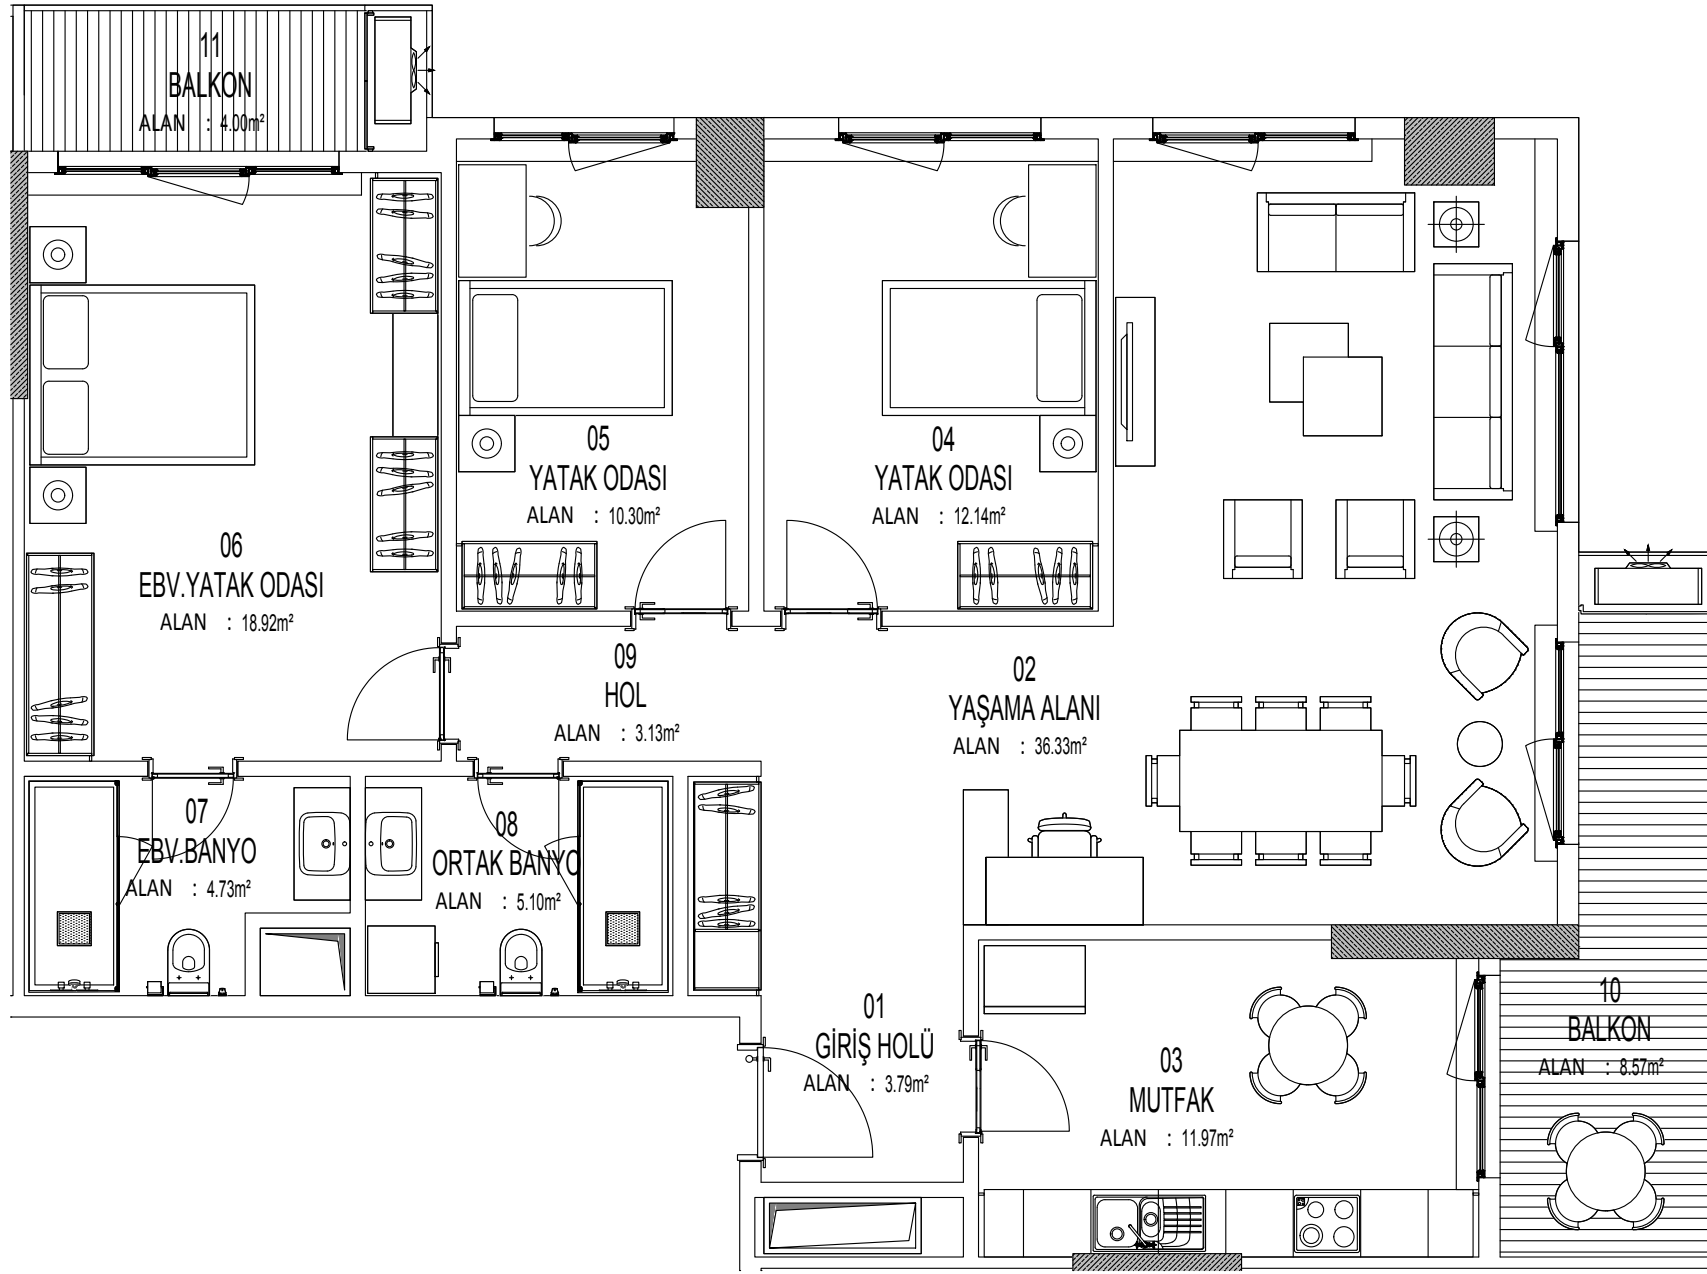 11
BALKON
ALAN : 4.00m²
05
YATAK ODASI
ALAN : 10.30m²
04
YATAK ODASI
ALAN : 12.14m²
06
EBV.YATAK ODASI
ALAN : 18.92m²
09
HOL
ALAN : 3.13m²
02
YAŞAMA ALANI
ALAN : 36.33m²
07
EBV.BANYO
ALAN : 4.73m²
08
ORTAK BANYO
ALAN : 5.10m²
01
GİRİŞ HOLÜ
ALAN : 3.79m²
03
MUTFAK
ALAN : 11.97m²
10
BALKON
ALAN : 8.57m²